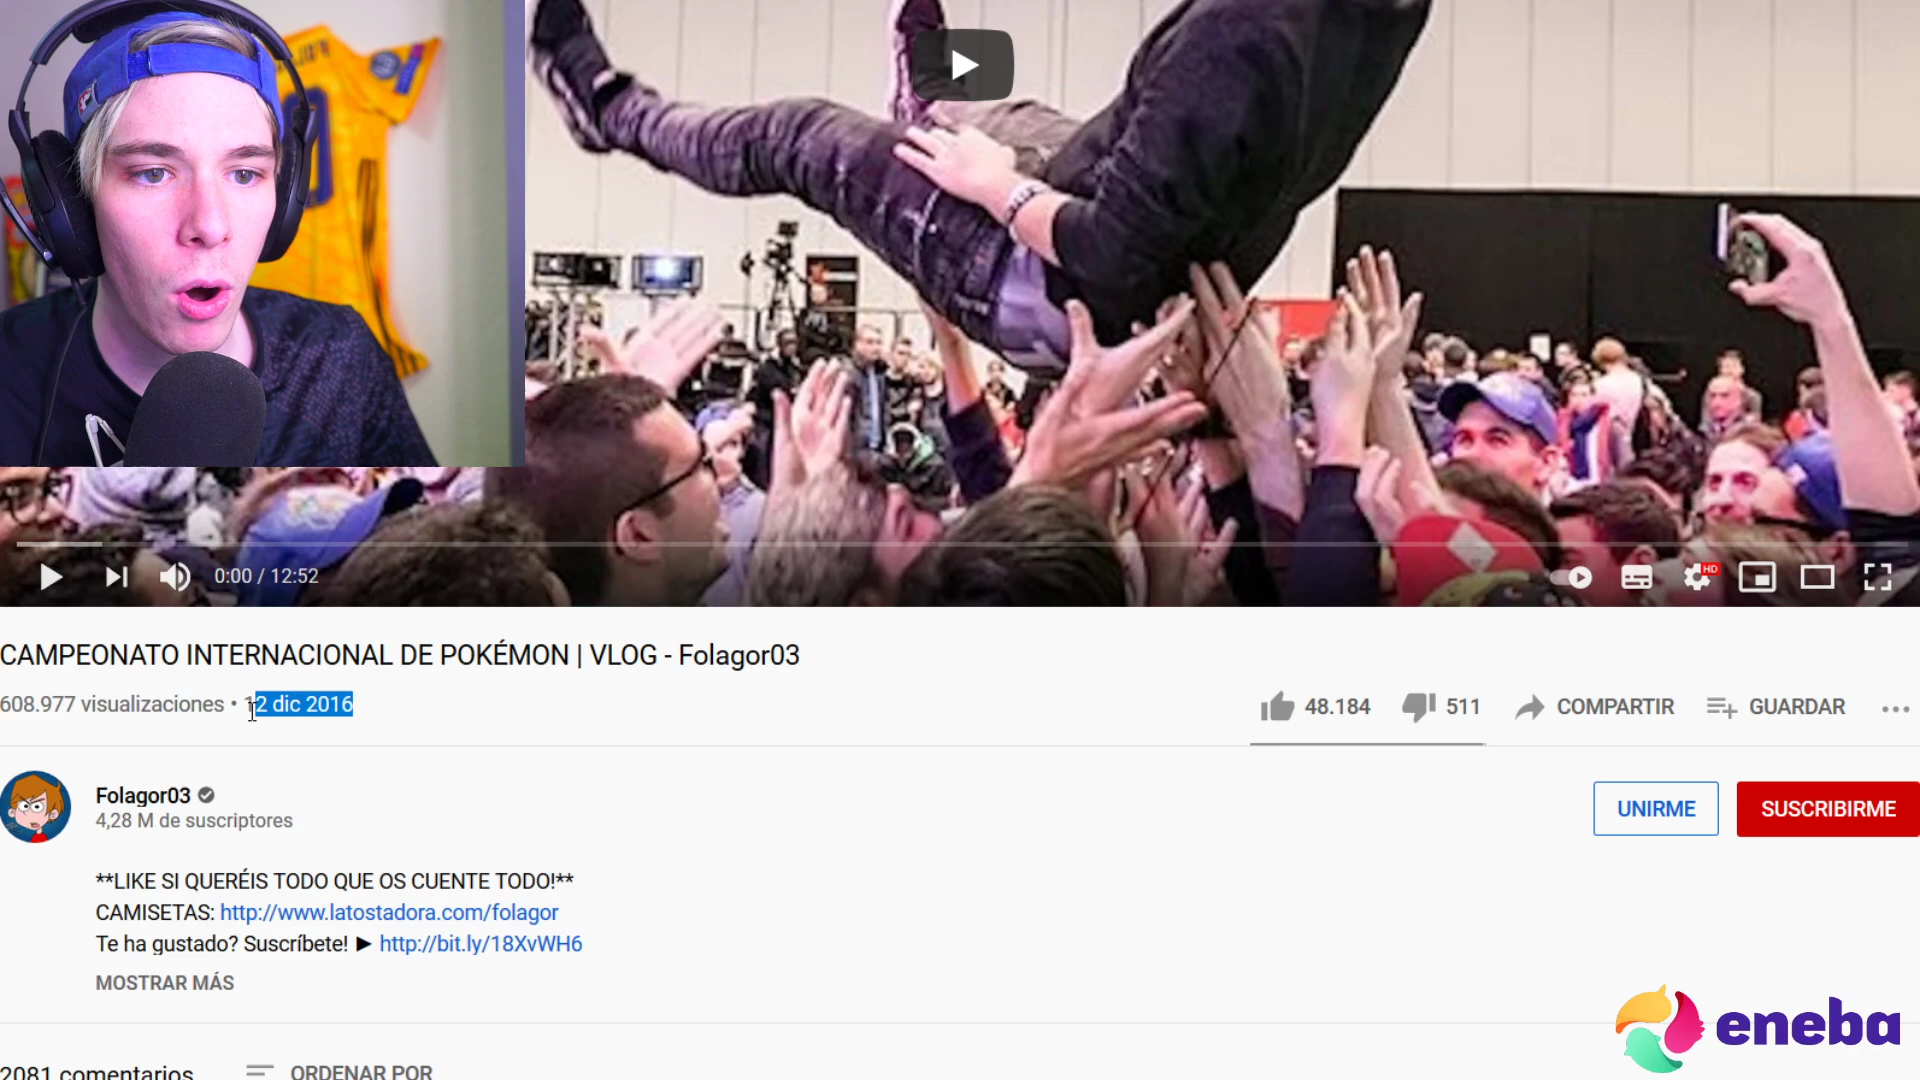 0:00 / 12:52
HD
CAMPEONATO INTERNACIONAL DE POKÉMON | VLOG - Folagor03
608.977 visualizaciones • 12 dic 2016
48.184
511
COMPARTIR
GUARDAR
Folagor03
4,28 M de suscriptores
UNIRME
SUSCRIBIRME
**LIKE SI QUERÉIS TODO QUE OS CUENTE TODO!**
CAMISETAS: http://www.latostadora.com/folagor
Te ha gustado? Suscríbete! ► http://bit.ly/18XvWH6
MOSTRAR MÁS
eneba
2081 comentarios
ORDENAR POR